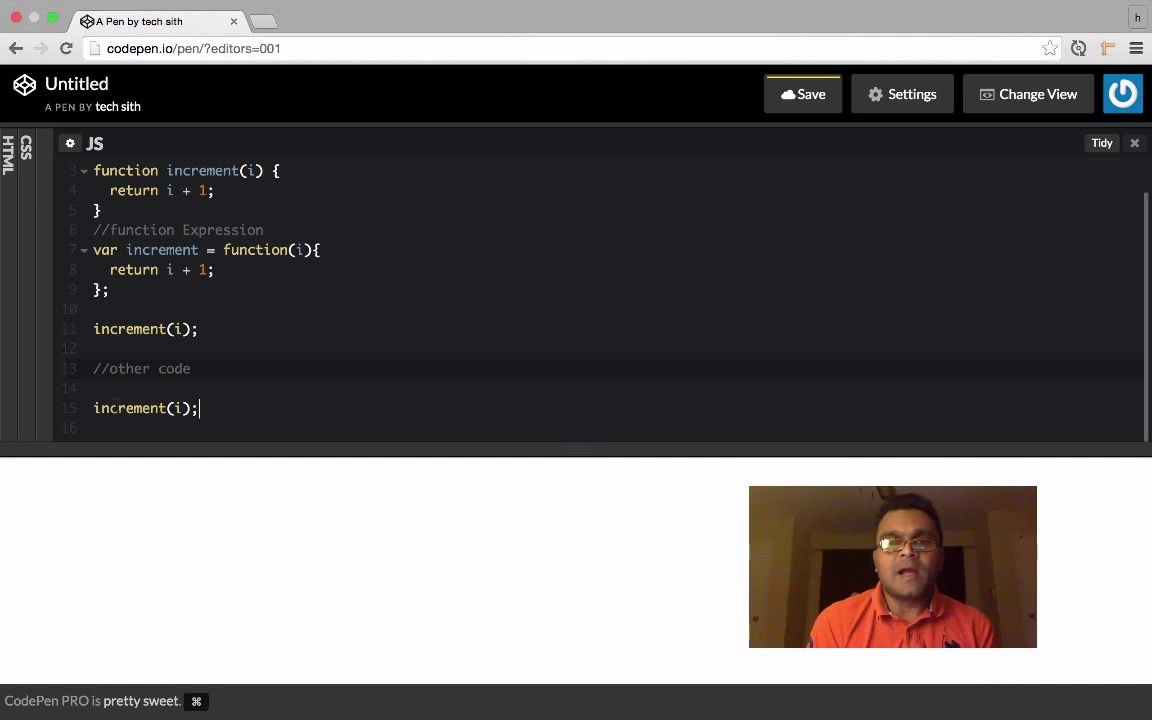 A Pen by tech sith
h
codepen.io/pen/?editors=001
Untitled
A PEN BY tech sith
Save
Settings
Change View
HTML
CSS
JS
Tidy
3 function increment(i) {
4 return i + 1;
5 }
6 //function Expression
7 var increment = function(i){
8 return i + 1;
9 };
10
11 increment(i);
12
13 //other code
14
15 increment(i);
16
CodePen PRO is pretty sweet. ⌘